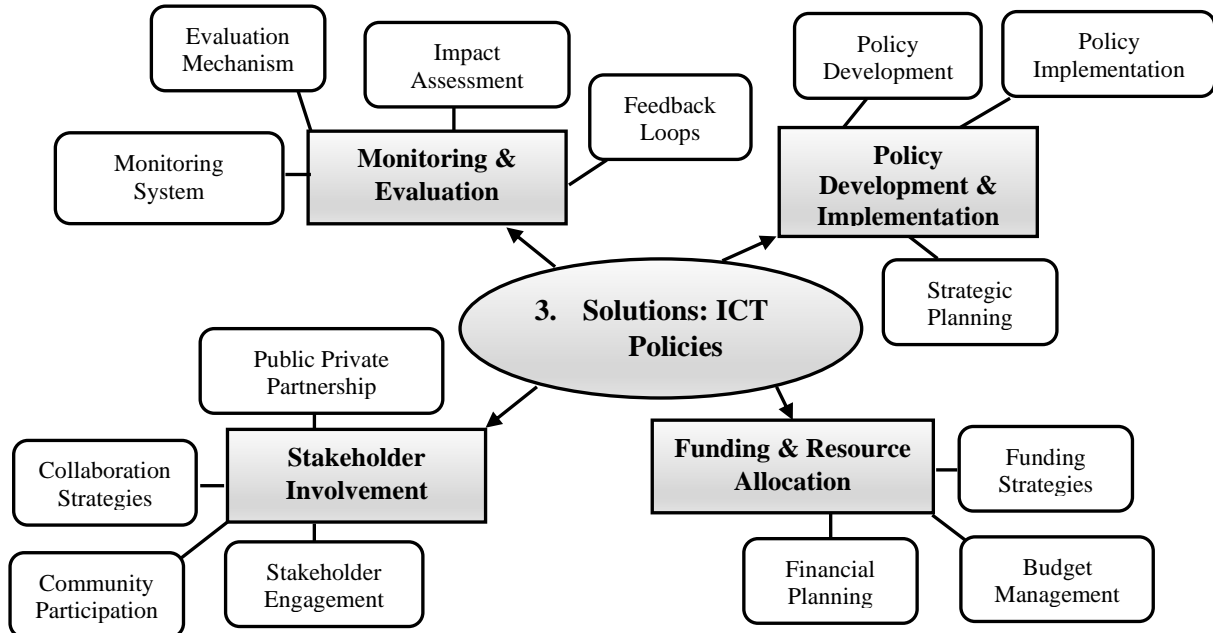 Evaluation
Mechanism
Impact
Assessment
Feedback
Loops
Monitoring
System
Monitoring &
Evaluation
Policy
Development
Policy
Implementation
Policy
Development &
Implementation
Strategic
Planning
3. Solutions: ICT
Policies
Public Private
Partnership
Stakeholder
Involvement
Collaboration
Strategies
Community
Participation
Stakeholder
Engagement
Funding & Resource
Allocation
Funding
Strategies
Financial
Planning
Budget
Management